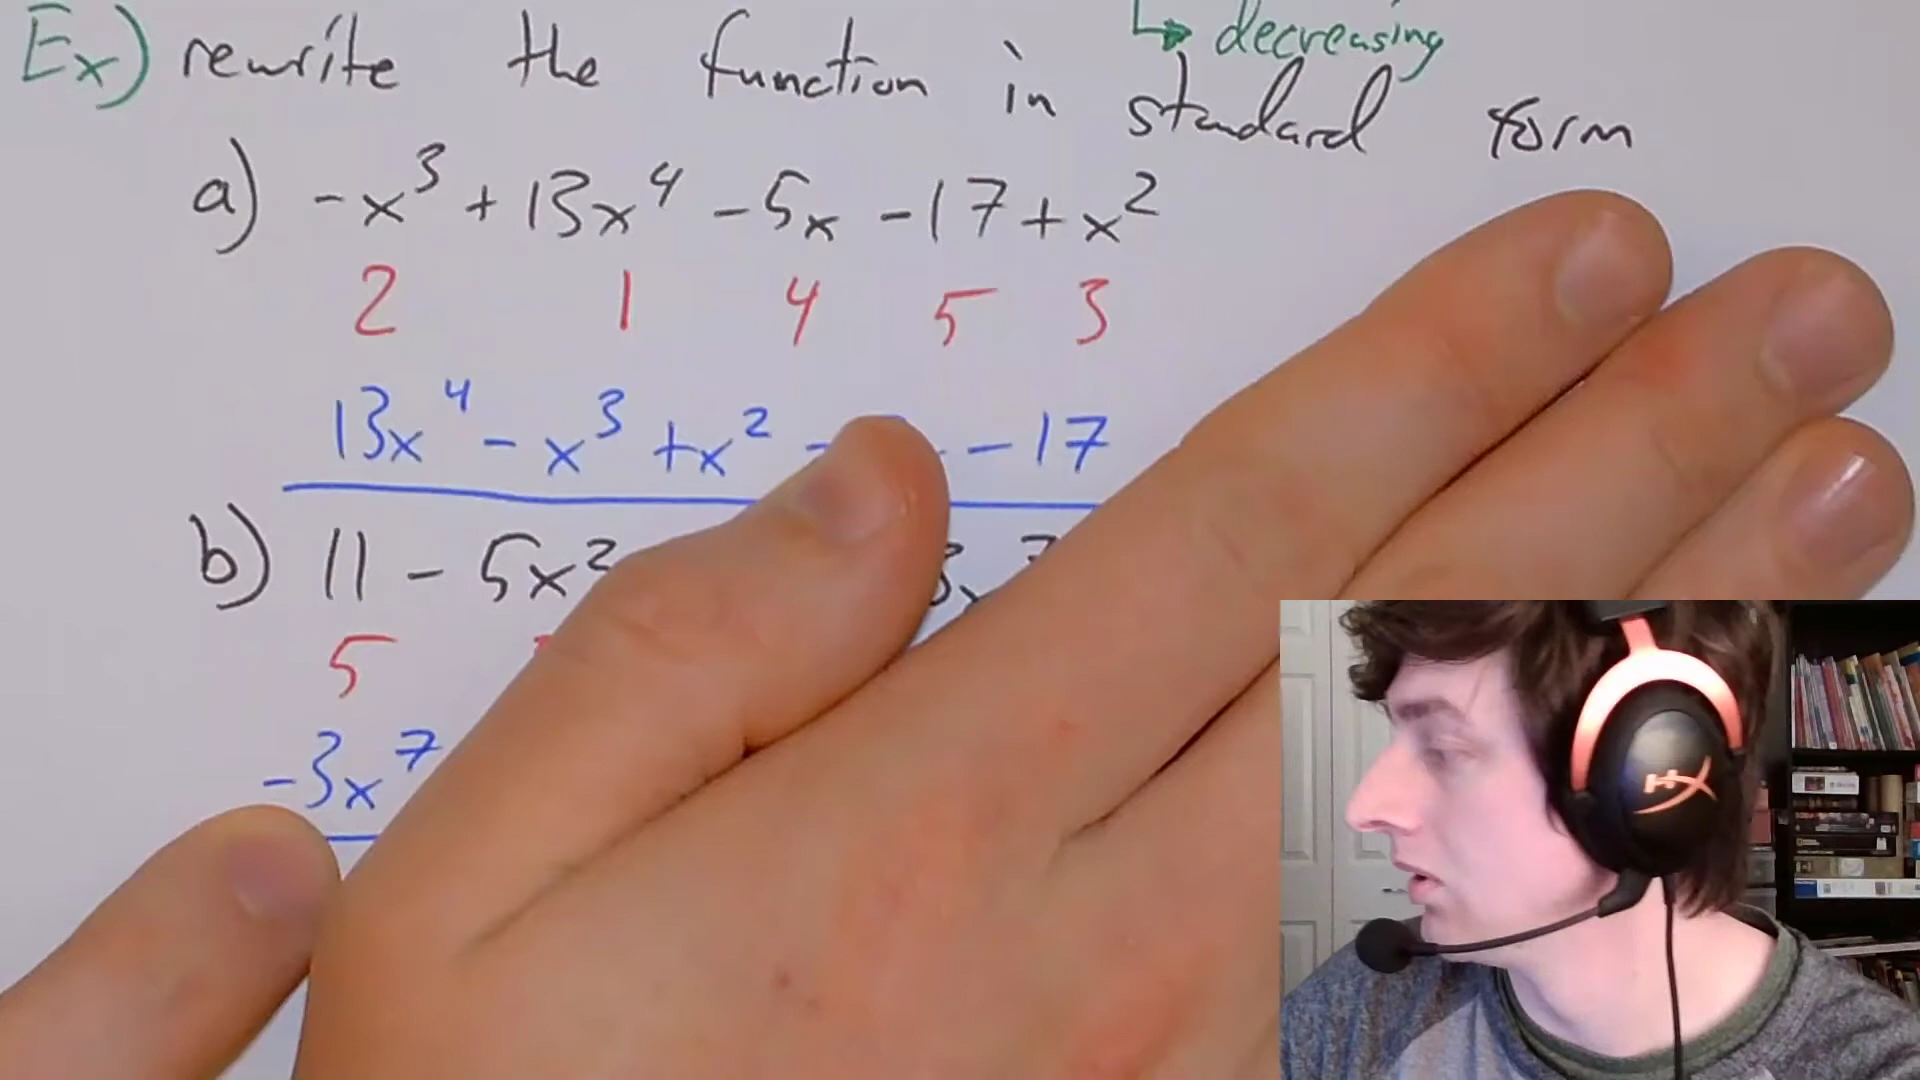 ↳ decreasing
Ex) rewrite the function in standard form
a) -x³ + 13x⁴ - 5x - 17 + x²
2 1 4 5 3
13x⁴ - x³ + x² - - 17
b) 11 - 5x²
5
-3x⁷
HX